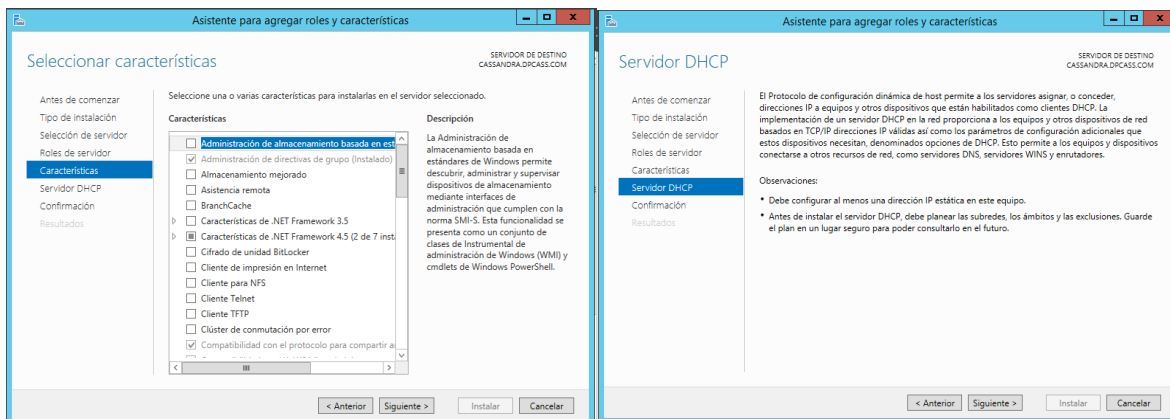 Asistente para agregar roles y características
Seleccionar características
SERVIDOR DE DESTINO
CASSANDRA.DPCASS.COM
Antes de comenzar
Tipo de instalación
Selección de servidor
Roles de servidor
Características
Servidor DHCP
Confirmación
Resultados
Seleccione una o varias características para instalarlas en el servidor seleccionado.
Características
Administración de almacenamiento basada en est
Administración de directivas de grupo (Instalado)
Almacenamiento mejorado
Asistencia remota
BranchCache
Características de .NET Framework 3.5
Características de .NET Framework 4.5 (2 de 7 insta
Cifrado de unidad BitLocker
Cliente de impresión en Internet
Cliente para NFS
Cliente Telnet
Cliente TFTP
Clúster de conmutación por error
Compatibilidad con el protocolo para compartir a
Descripción
La Administración de
almacenamiento basada en
estándares de Windows permite
descubrir, administrar y supervisar
dispositivos de almacenamiento
mediante interfaces de
administración que cumplen con la
norma SMI-S. Esta funcionalidad se
presenta como un conjunto de
clases de Instrumental de
administración de Windows (WMI) y
cmdlets de Windows PowerShell.
< Anterior
Siguiente >
Instalar
Cancelar
Asistente para agregar roles y características
Servidor DHCP
SERVIDOR DE DESTINO
CASSANDRA.DPCASS.COM
Antes de comenzar
Tipo de instalación
Selección de servidor
Roles de servidor
Características
Servidor DHCP
Confirmación
Resultados
El Protocolo de configuración dinámica de host permite a los servidores asignar, o conceder,
direcciones IP a equipos y otros dispositivos que están habilitados como clientes DHCP. La
implementación de un servidor DHCP en la red proporciona a los equipos y otros dispositivos de red
basados en TCP/IP direcciones IP válidas así como los parámetros de configuración adicionales que
estos dispositivos necesitan, denominados opciones de DHCP. Esto permite a los equipos y dispositivos
conectarse a otros recursos de red, como servidores DNS, servidores WINS y enrutadores.
Observaciones:
• Debe configurar al menos una dirección IP estática en este equipo.
• Antes de instalar el servidor DHCP, debe planear las subredes, los ámbitos y las exclusiones. Guarde
el plan en un lugar seguro para poder consultarlo en el futuro.
< Anterior
Siguiente >
Instalar
Cancelar